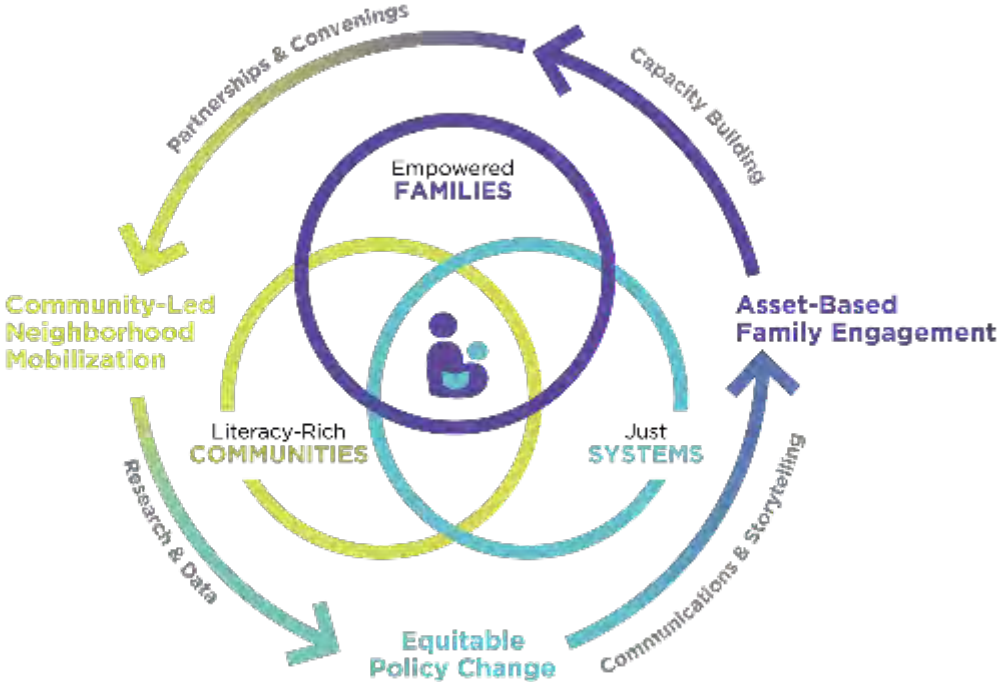 Partnerships & Convenings
Capacity Building
Empowered
FAMILIES
Community-Led
Neighborhood
Mobilization
Asset-Based
Family Engagement
Literacy-Rich
COMMUNITIES
Just
SYSTEMS
Research & Data
Communications & Storytelling
Equitable
Policy Change